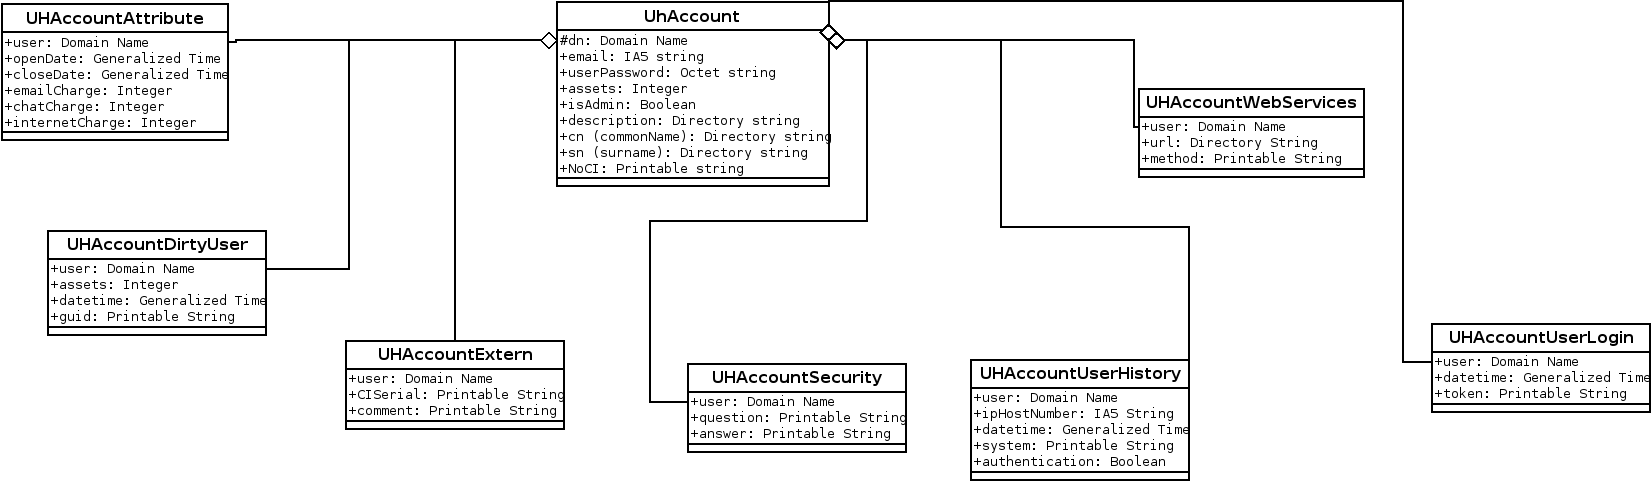 UHAccountAttribute
+user: Domain Name
+openDate: Generalized Time
+closeDate: Generalized Time
+emailCharge: Integer
+chatCharge: Integer
+internetCharge: Integer
UhAccount
#dn: Domain Name
+email: IA5 string
+userPassword: Octet string
+assets: Integer
+isAdmin: Boolean
+description: Directory string
+cn (commonName): Directory string
+sn (surname): Directory string
+NoCI: Printable string
UHAccountWebServices
+user: Domain Name
+url: Directory String
+method: Printable String
UHAccountDirtyUser
+user: Domain Name
+assets: Integer
+datetime: Generalized Time
+guid: Printable String
UHAccountExtern
+user: Domain Name
+CISerial: Printable String
+comment: Printable String
UHAccountSecurity
+user: Domain Name
+question: Printable String
+answer: Printable String
UHAccountUserHistory
+user: Domain Name
+ipHostNumber: IA5 String
+datetime: Generalized Time
+system: Printable String
+authentication: Boolean
UHAccountUserLogin
+user: Domain Name
+datetime: Generalized Time
+token: Printable String